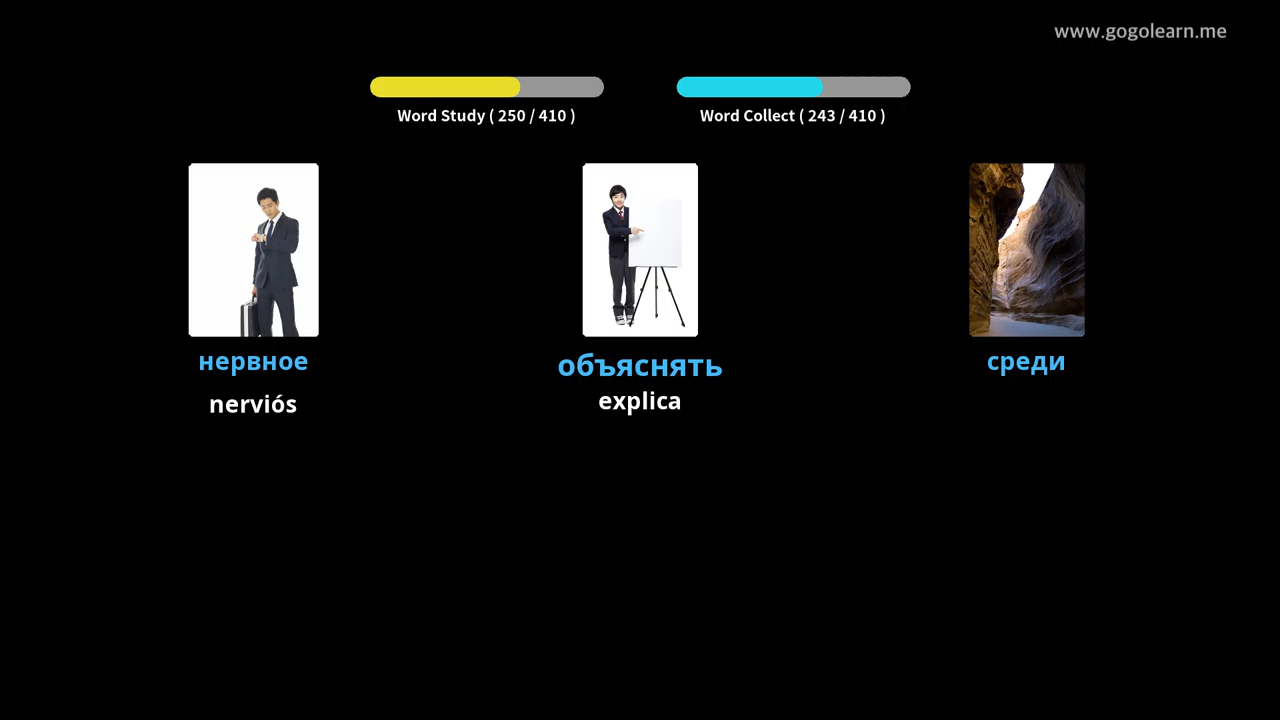 www.gogolearn.me
Word Study ( 250 / 410 )
Word Collect ( 243 / 410 )
нервное
nerviós
объяснять
explica
среди